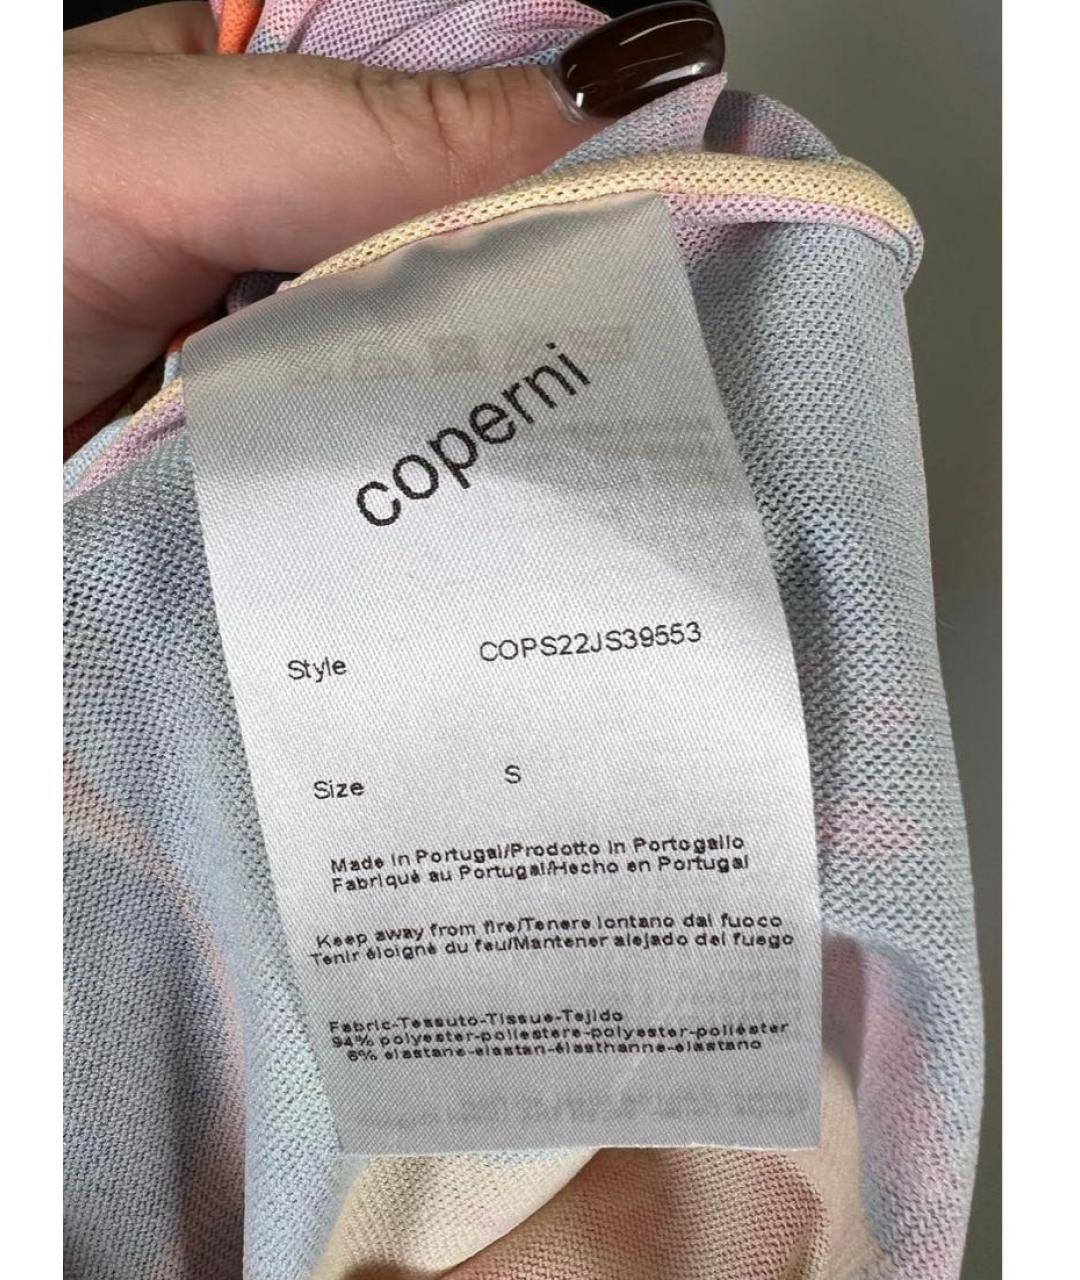 coperni
Style COPS22JS39553
Size S
Made in Portugal/Prodotto in Portogallo
Fabriqué au Portugal/Hecho en Portugal
Keep away from fire/Tenere lontano dal fuoco
Tenir éloigné du feu/Mantener alejado del fuego
Fabric-Tessuto-Tissue-Tejido
94% polyester-poliestere-polyester-poliéster
6% elastane-elastan-élasthanne-elastano